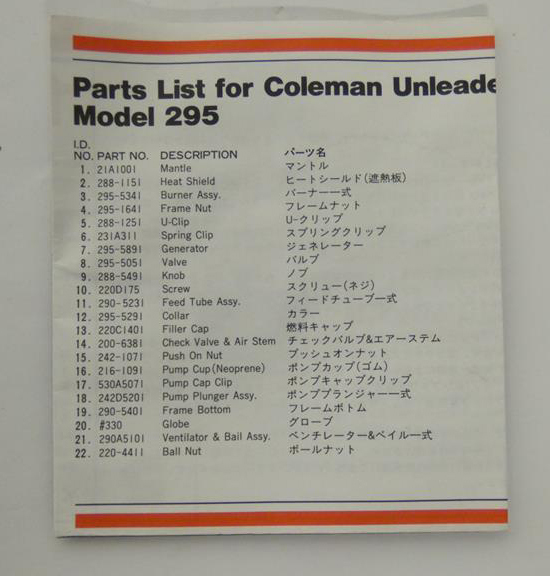 Parts List for Coleman Unleade
Model 295
I.D.
NO. PART NO. DESCRIPTION パーツ名
1. 21A1001 Mantle マントル
2. 288-1151 Heat Shield ヒートシールド(遮熱板)
3. 295-5341 Burner Assy. バーナー一式
4. 295-1641 Frame Nut フレームナット
5. 288-1251 U-Clip U-クリップ
6. 231A311 Spring Clip スプリングクリップ
7. 295-5891 Generator ジェネレーター
8. 295-5051 Valve バルブ
9. 288-5491 Knob ノブ
10. 220D175 Screw スクリュー(ネジ)
11. 290-5231 Feed Tube Assy. フィードチューブ一式
12. 295-5291 Collar カラー
13. 220C1401 Filler Cap 燃料キャップ
14. 200-6381 Check Valve & Air Stem チェックバルブ&エアーステム
15. 242-1071 Push On Nut プッシュオンナット
16. 216-1091 Pump Cup(Neoprene) ポンプカップ(ゴム)
17. 530A5071 Pump Cap Clip ポンプキャップクリップ
18. 242D5201 Pump Plunger Assy. ポンププランジャー一式
19. 290-5401 Frame Bottom フレームボトム
20. #330 Globe グローブ
21. 290A5101 Ventilator & Bail Assy. ベンチレーター&ベイル一式
22. 220-4411 Ball Nut ボールナット